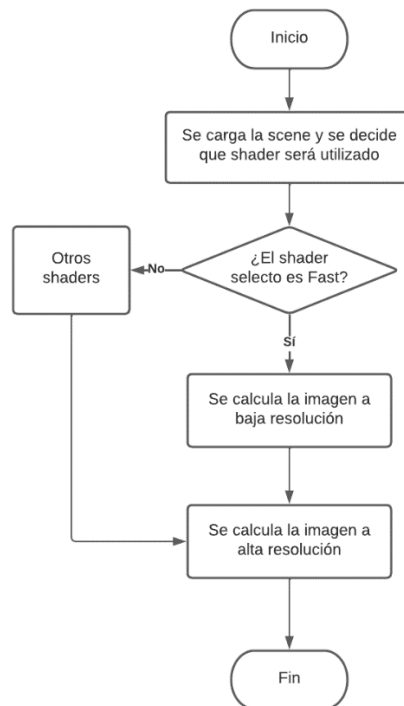 Inicio
Se carga la scene y se decide
que shader será utilizado
¿El shader
selecto es Fast?
No
Otros
shaders
Sí
Se calcula la imagen a
baja resolución
Se calcula la imagen a
alta resolución
Fin